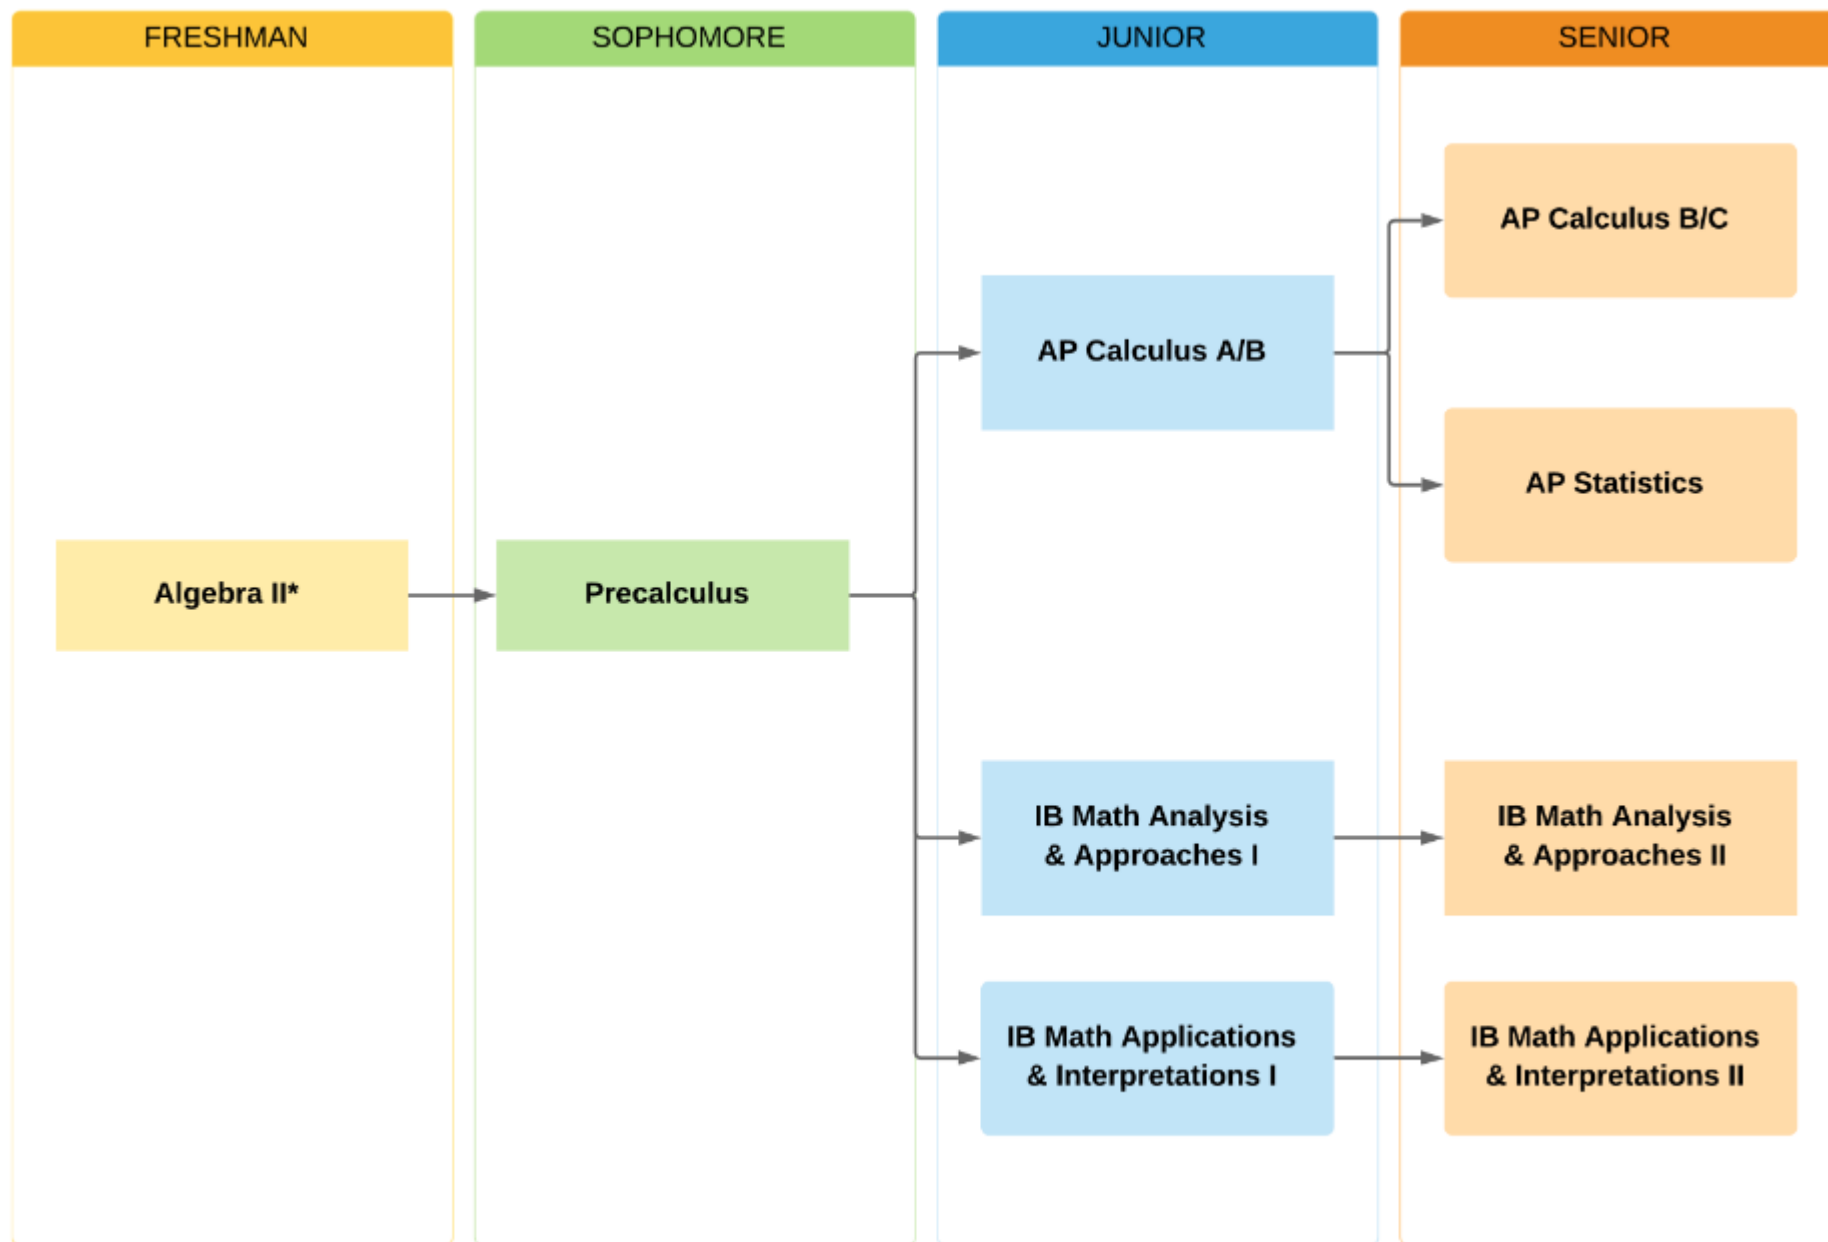 FRESHMAN
SOPHOMORE
JUNIOR
SENIOR
AP Calculus B/C
AP Calculus A/B
AP Statistics
Algebra II*
Precalculus
IB Math Analysis
& Approaches I
IB Math Analysis
& Approaches II
IB Math Applications
& Interpretations I
IB Math Applications
& Interpretations II